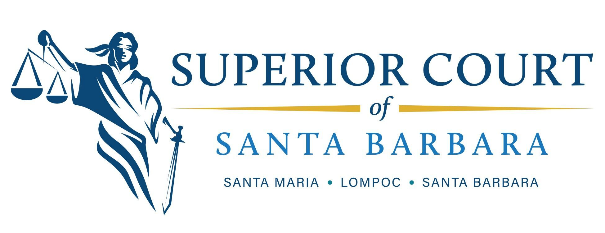 SUPERIOR COURT
of
SANTA BARBARA
SANTA MARIA • LOMPOC • SANTA BARBARA